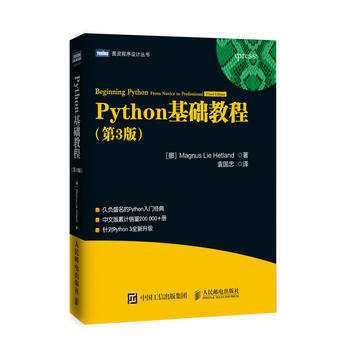 图灵程序设计丛书
press®
Beginning Python From Novice to Professional Third Edition
Python基础教程
(第3版)
[挪] Magnus Lie Hetland ◎ 著
袁国忠 ◎ 译
久负盛名的Python入门经典
中文版累计销量200 000+册
针对Python 3全新升级
中国工信出版集团
人民邮电出版社
Python基础教程
(第3版)
人民邮电出版社